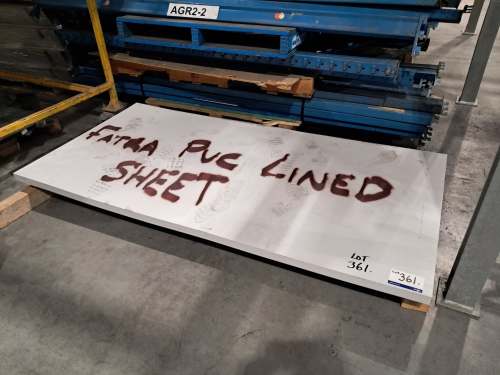 AGR2-2
FATRA PVC LINED
SHEET
LOT
361.
361.